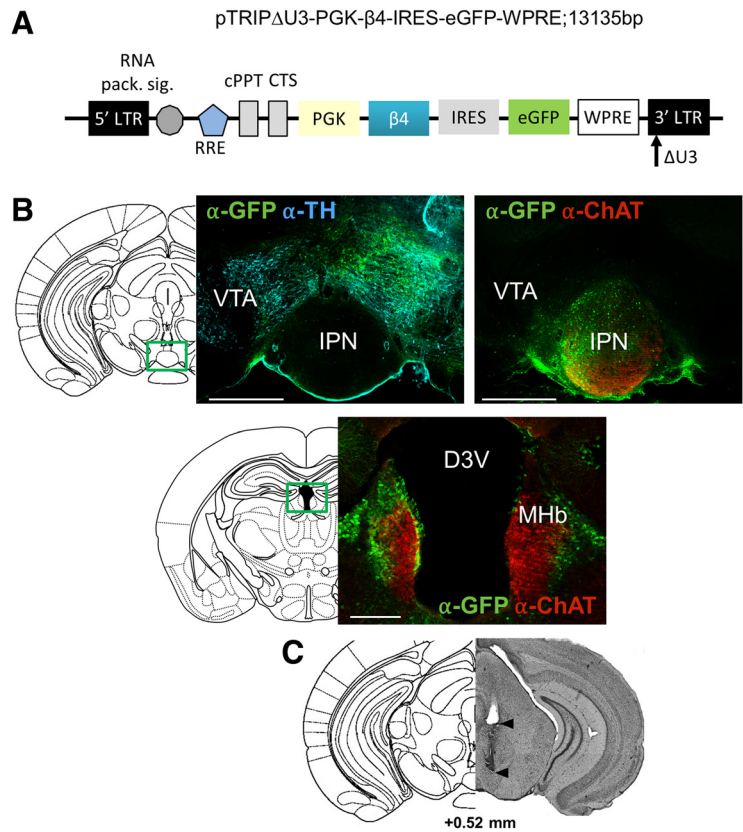 A
pTRIPΔU3-PGK-β4-IRES-eGFP-WPRE;13135bp
RNA
pack. sig.
cPPT CTS
5' LTR
RRE
PGK
β4
IRES
eGFP
WPRE
3' LTR
ΔU3
B
α-GFP α-TH
VTA
IPN
α-GFP α-ChAT
VTA
IPN
D3V
MHb
α-GFP α-ChAT
C
+0.52 mm